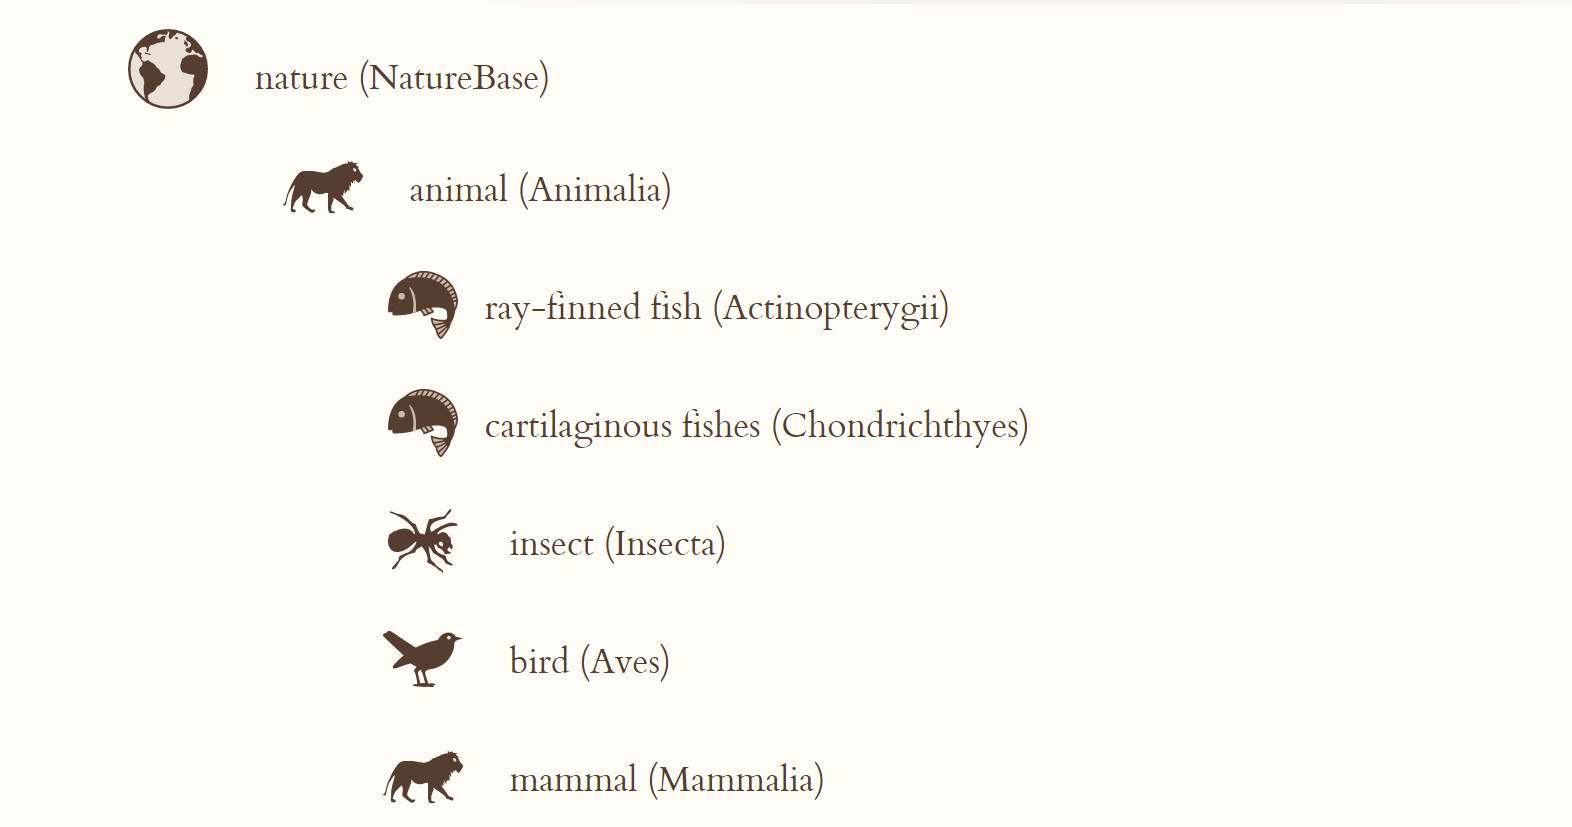 nature (NatureBase)
animal (Animalia)
ray-finned fish (Actinopterygii)
cartilaginous fishes (Chondrichthyes)
insect (Insecta)
bird (Aves)
mammal (Mammalia)